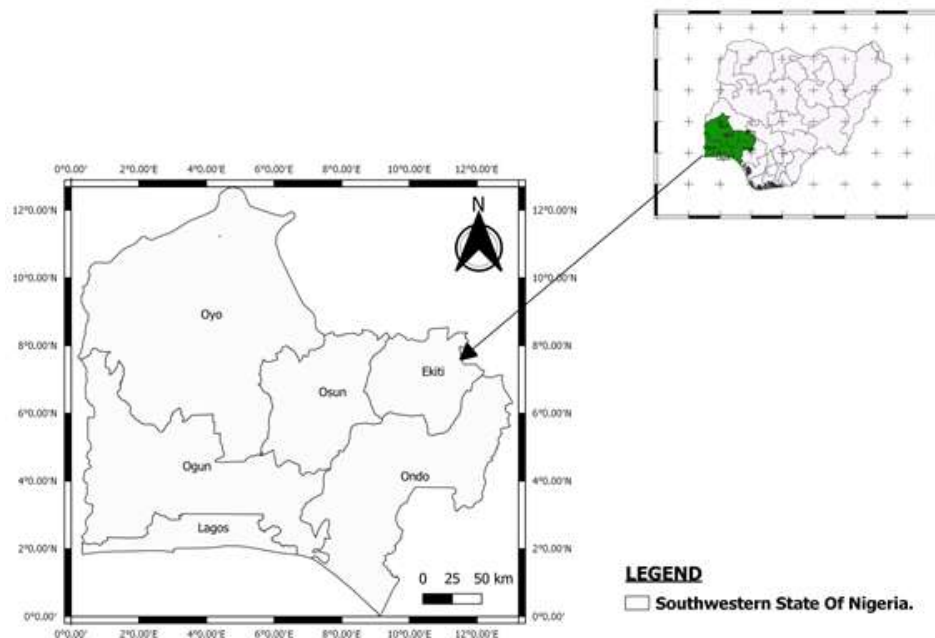 0°0.00' 2°0.00'E 4°0.00'E 6°0.00'E 8°0.00'E 10°0.00'E 12°0.00'E
N
12°0.00'N 12°0.00'N
10°0.00'N 10°0.00'N
Oyo
8°0.00'N 8°0.00'N
Ekiti
Osun
6°0.00'N 6°0.00'N
Ogun
Ondo
4°0.00'N 4°0.00'N
Lagos
2°0.00'N 2°0.00'N
0 25 50 km
0°0.00' 0°0.00'
0°0.00' 2°0.00'E 4°0.00'E 6°0.00'E 8°0.00'E 10°0.00'E 12°0.00'E
LEGEND
Southwestern State Of Nigeria.